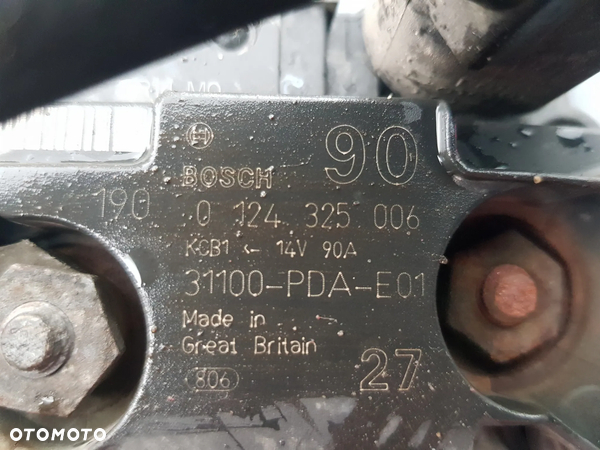 90
BOSCH
190
0 124 325 006
KCB1 ← 14V 90A
31100-PDA-E01
Made in
Great Britain
806
27
OTOMOTO